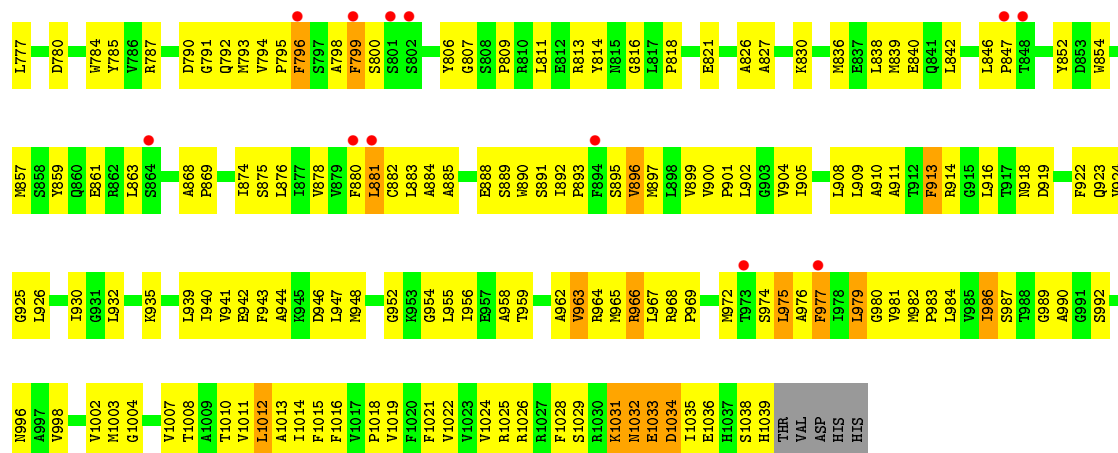 L777 D780 W784 Y785 V786 R787 D790 G791 Q792 M793 V794 P795 F796 S797 A798 F799 S800 S801 S802 Y806 G807 S808 P809 R810 L811 E812 R813 Y814 N815 G816 L817 P818 E821 A826 A827 K830 M836 E837 L838 M839 E840 Q841 L842 L846 P847 T848 Y852 D853 W854
M857 S858 Y859 Q860 E861 R862 L863 S864 A868 P869 I874 S875 L876 I877 V878 V879 F880 L881 C882 L883 A884 A885 E888 S889 W890 S891 I892 P893 F894 S895 V896 M897 L898 V899 V900 P901 L902 G903 V904 I905 L908 L909 A910 A911 T912 F913 R914 G915 L916 T917 N918 D919 F922 Q923 V924
G925 L926 I930 G931 L932 K935 L939 I940 V941 E942 F943 A944 K945 D946 L947 M948 G952 K953 G954 L955 I956 E957 A958 T959 A962 V963 R964 M965 R966 L967 R968 P969 M972 T973 S974 L975 A976 F977 I978 L979 G980 V981 M982 P983 L984 V985 I986 S987 T988 G989 A990 G991 S992
N996 A997 V998 V1002 M1003 G1004 V1007 T1008 A1009 T1010 V1011 L1012 A1013 I1014 F1015 F1016 V1017 P1018 V1019 F1020 F1021 V1022 V1023 V1024 R1025 R1026 R1027 F1028 S1029 R1030 K1031 N1032 E1033 D1034 I1035 E1036 H1037 S1038 H1039 THR VAL ASP HIS HIS